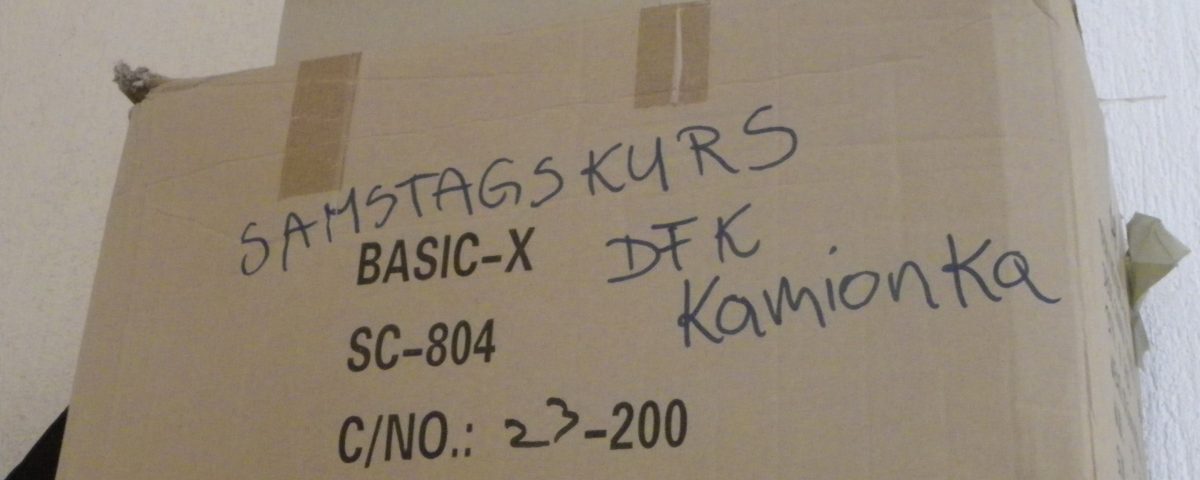 SAMSTAGSKURS
DFK
Kamionka
BASIC-X
SC-804
C/NO.: 23-200